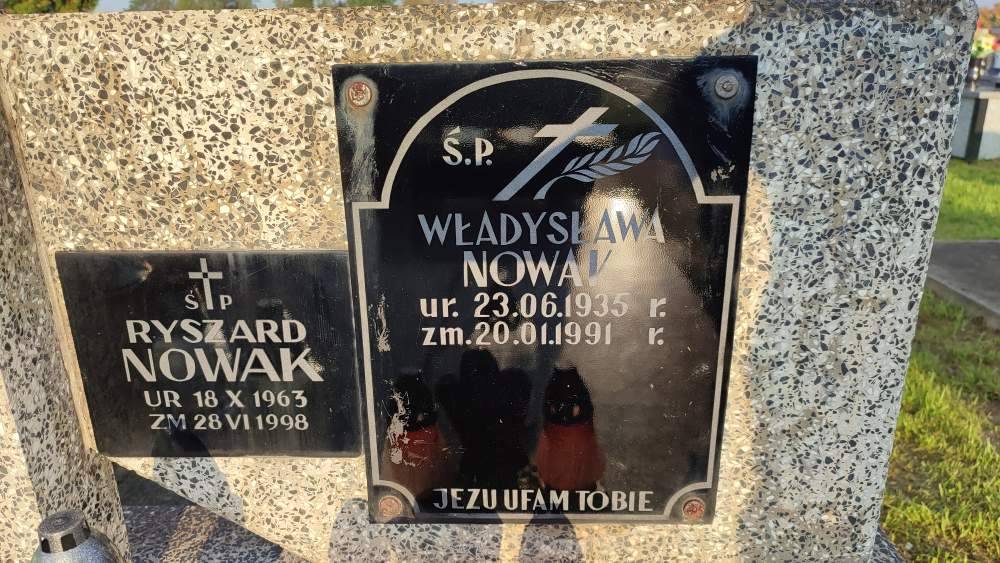 Ś P
RYSZARD
NOWAK
UR 18 X 1963
ZM 28 VI 1998
Ś.P.
WŁADYSŁAWA
NOWAK
ur. 23.06.1935 r.
zm. 20.01.1991 r.
JEZU UFAM TOBIE